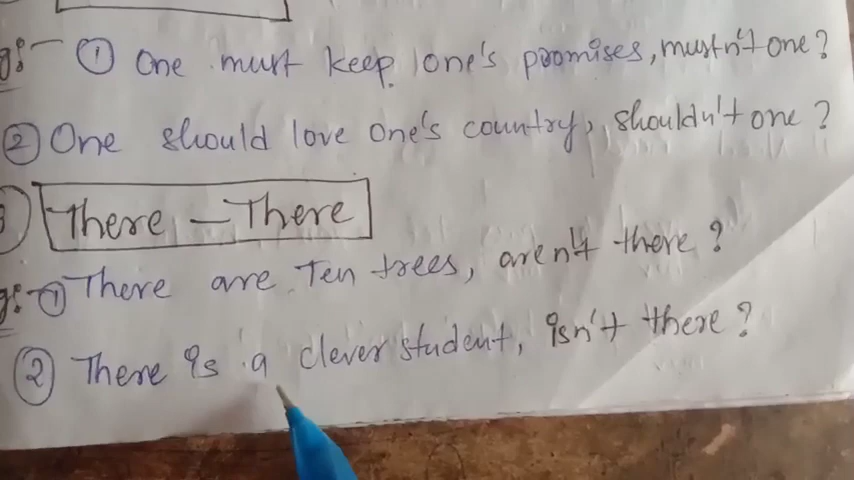 g:- ① One must keep one's promises, mustn't one?
② One should love one's country, shouldn't one?
There - There
g:- ① There are Ten trees, aren't there?
② There is a clever student, isn't there?